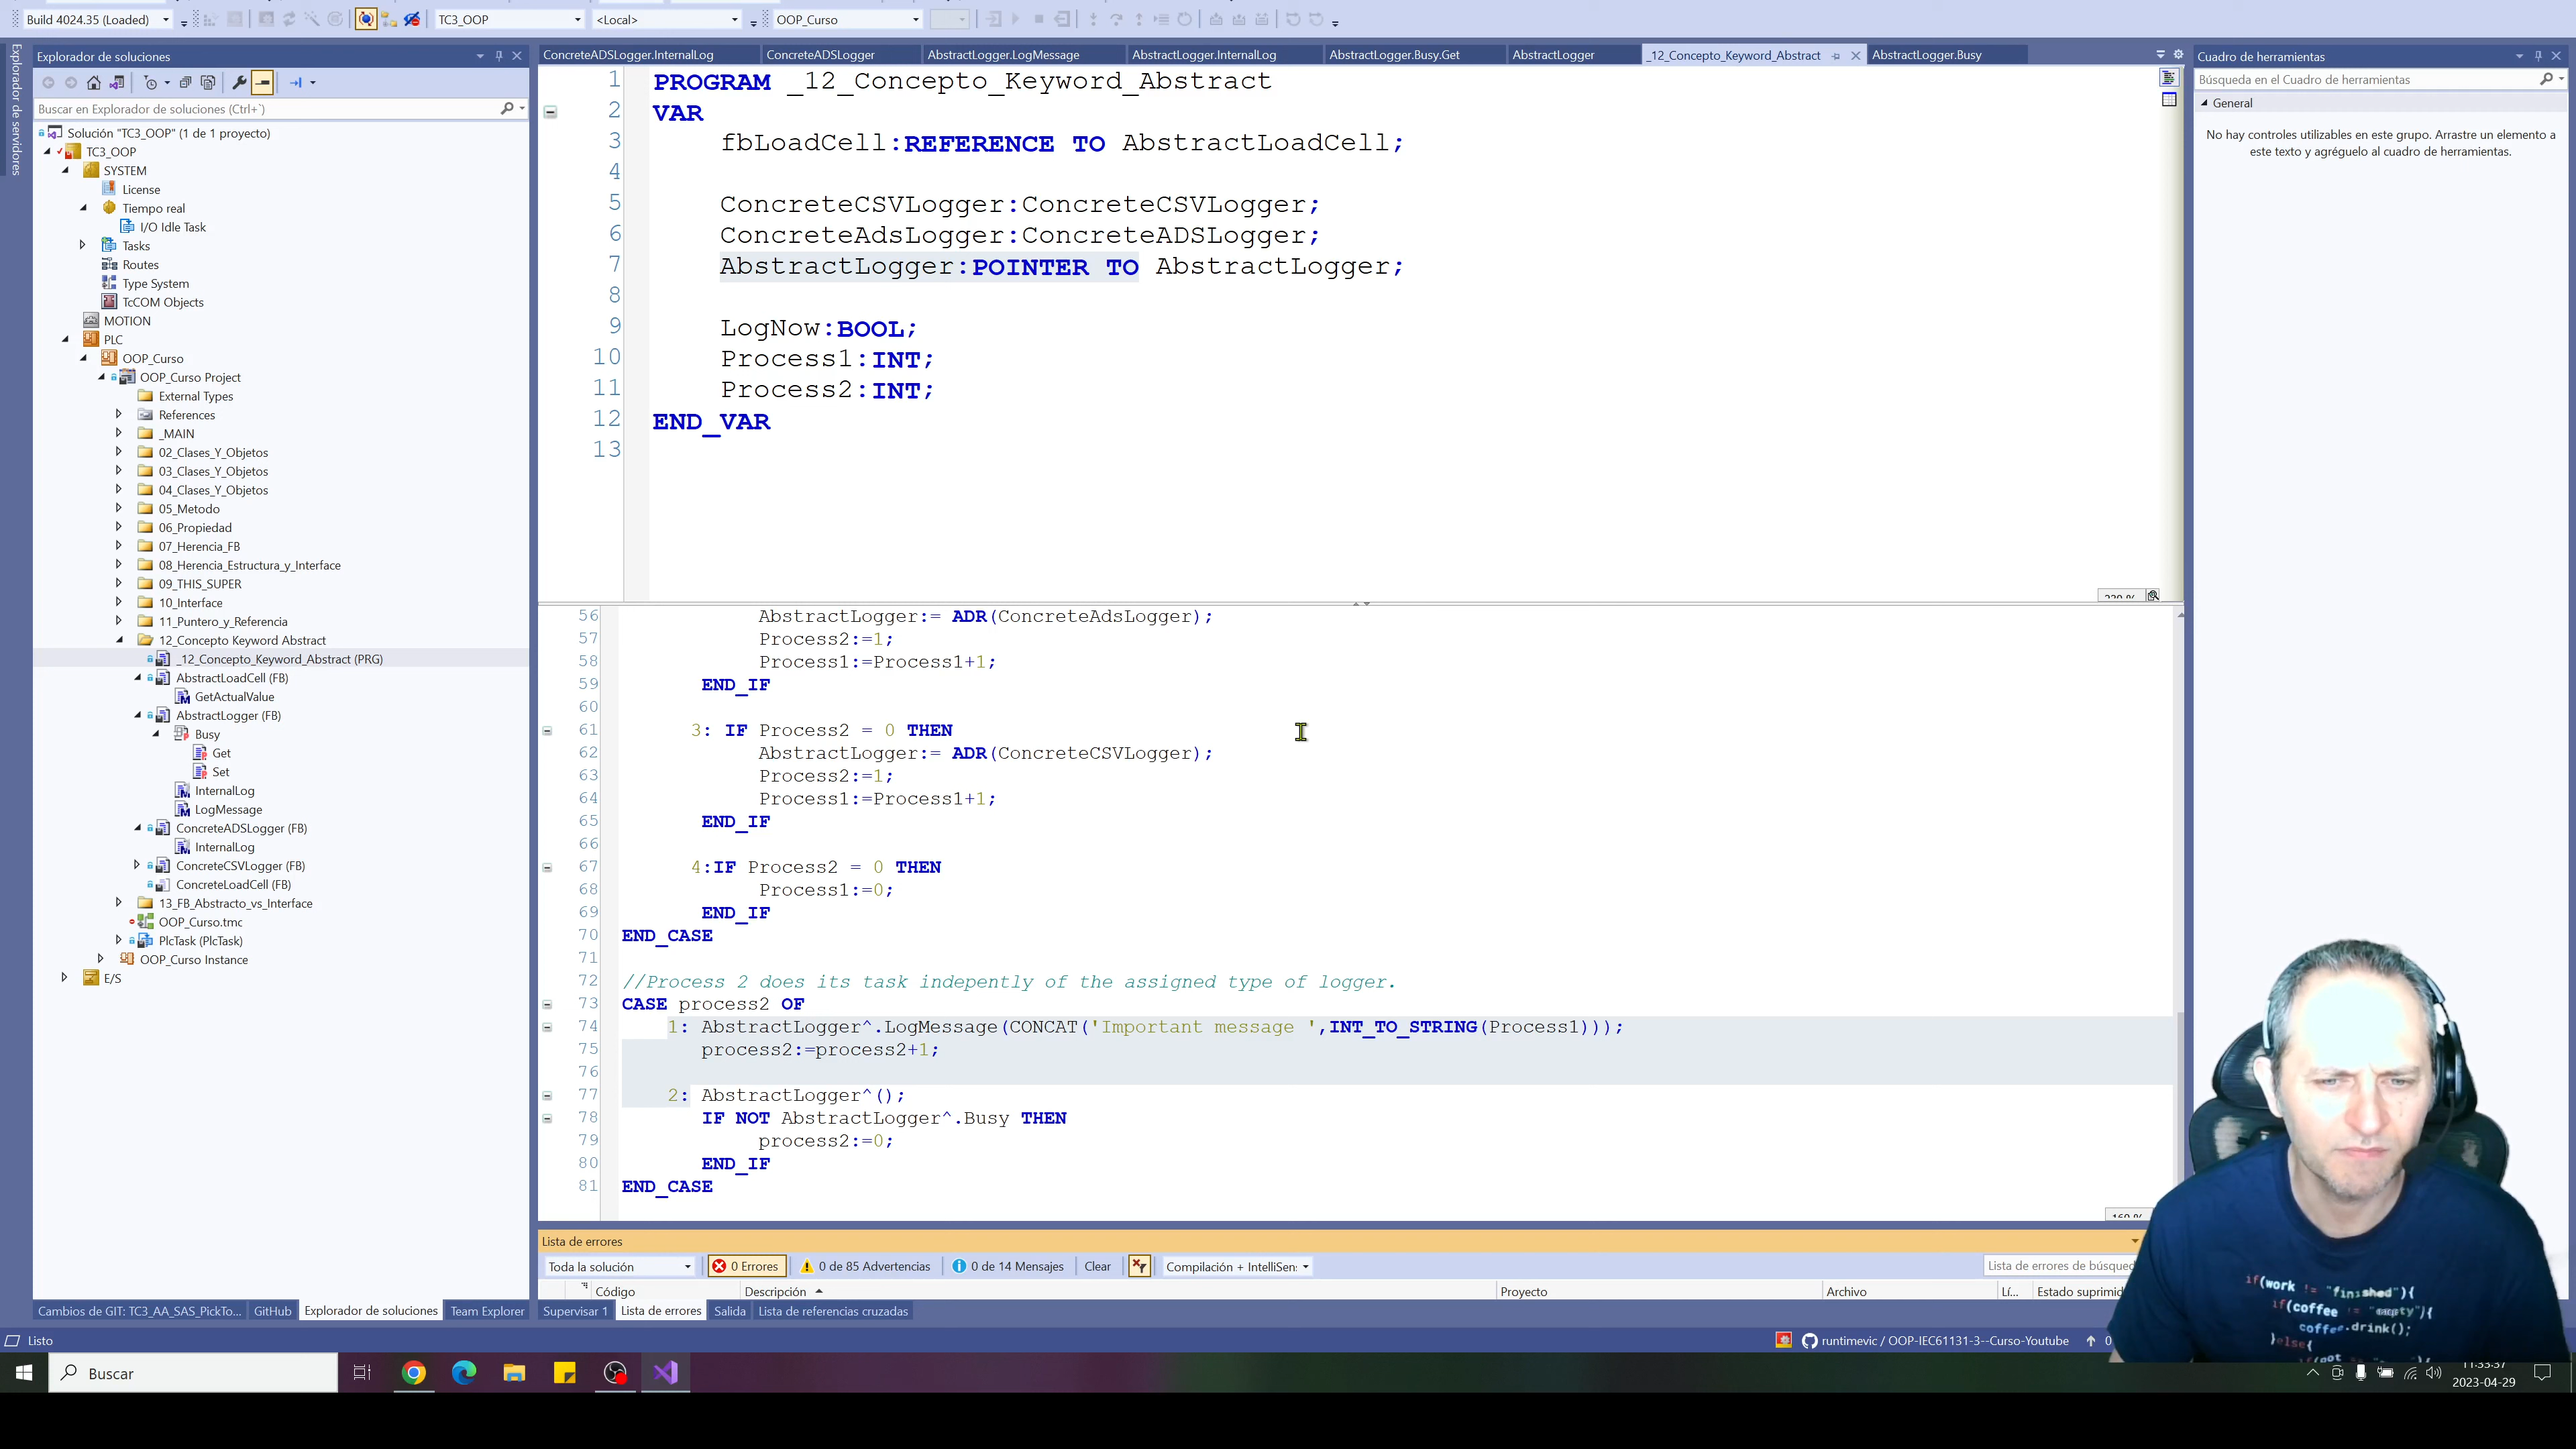 Build 4024.35 (Loaded)
TC3_OOP
<Local>
OOP_Curso
Explorador de servidores
Explorador de soluciones
Buscar en Explorador de soluciones (Ctrl+`)
Solución "TC3_OOP" (1 de 1 proyecto)
TC3_OOP
SYSTEM
License
Tiempo real
I/O Idle Task
Tasks
Routes
Type System
TcCOM Objects
MOTION
PLC
OOP_Curso
OOP_Curso Project
External Types
References
_MAIN
02_Clases_Y_Objetos
03_Clases_Y_Objetos
04_Clases_Y_Objetos
05_Metodo
06_Propiedad
07_Herencia_FB
08_Herencia_Estructura_y_Interface
09_THIS_SUPER
10_Interface
11_Puntero_y_Referencia
12_Concepto Keyword Abstract
_12_Concepto_Keyword_Abstract (PRG)
AbstractLoadCell (FB)
GetActualValue
AbstractLogger (FB)
Busy
Get
Set
InternalLog
LogMessage
ConcreteADSLogger (FB)
InternalLog
ConcreteCSVLogger (FB)
ConcreteLoadCell (FB)
13_FB_Abstracto_vs_Interface
OOP_Curso.tmc
PlcTask (PlcTask)
OOP_Curso Instance
E/S
Cambios de GIT: TC3_AA_SAS_PickTo... GitHub Explorador de soluciones Team Explorer
ConcreteADSLogger.InternalLog ConcreteADSLogger AbstractLogger.LogMessage AbstractLogger.InternalLog AbstractLogger.Busy.Get AbstractLogger _12_Concepto_Keyword_Abstract AbstractLogger.Busy
1 PROGRAM _12_Concepto_Keyword_Abstract
2 VAR
3 fbLoadCell:REFERENCE TO AbstractLoadCell;
4
5 ConcreteCSVLogger:ConcreteCSVLogger;
6 ConcreteAdsLogger:ConcreteADSLogger;
7 AbstractLogger:POINTER TO AbstractLogger;
8
9 LogNow:BOOL;
10 Process1:INT;
11 Process2:INT;
12 END_VAR
13
56 AbstractLogger:= ADR(ConcreteAdsLogger);
57 Process2:=1;
58 Process1:=Process1+1;
59 END_IF
60
61 3: IF Process2 = 0 THEN
62 AbstractLogger:= ADR(ConcreteCSVLogger);
63 Process2:=1;
64 Process1:=Process1+1;
65 END_IF
66
67 4:IF Process2 = 0 THEN
68 Process1:=0;
69 END_IF
70 END_CASE
71
72 //Process 2 does its task indepently of the assigned type of logger.
73 CASE process2 OF
74 1: AbstractLogger^.LogMessage(CONCAT('Important message ',INT_TO_STRING(Process1)));
75 process2:=process2+1;
76
77 2: AbstractLogger^();
78 IF NOT AbstractLogger^.Busy THEN
79 process2:=0;
80 END_IF
81 END_CASE
Lista de errores
Toda la solución 0 Errores 0 de 85 Advertencias 0 de 14 Mensajes Clear Compilación + IntelliSen: Lista de errores de búsqued
Código Descripción Proyecto Archivo Lí... Estado suprimid
Supervisar 1 Lista de errores Salida Lista de referencias cruzadas
Cuadro de herramientas
Búsqueda en el Cuadro de herramientas
General
No hay controles utilizables en este grupo. Arrastre un elemento a
este texto y agréguelo al cuadro de herramientas.
if(work != "finished"){
if(coffee != "empty"){
coffee.drink();
}else{
Listo
runtimevic / OOP-IEC61131-3--Curso-Youtube
Buscar
11:33:37
2023-04-29